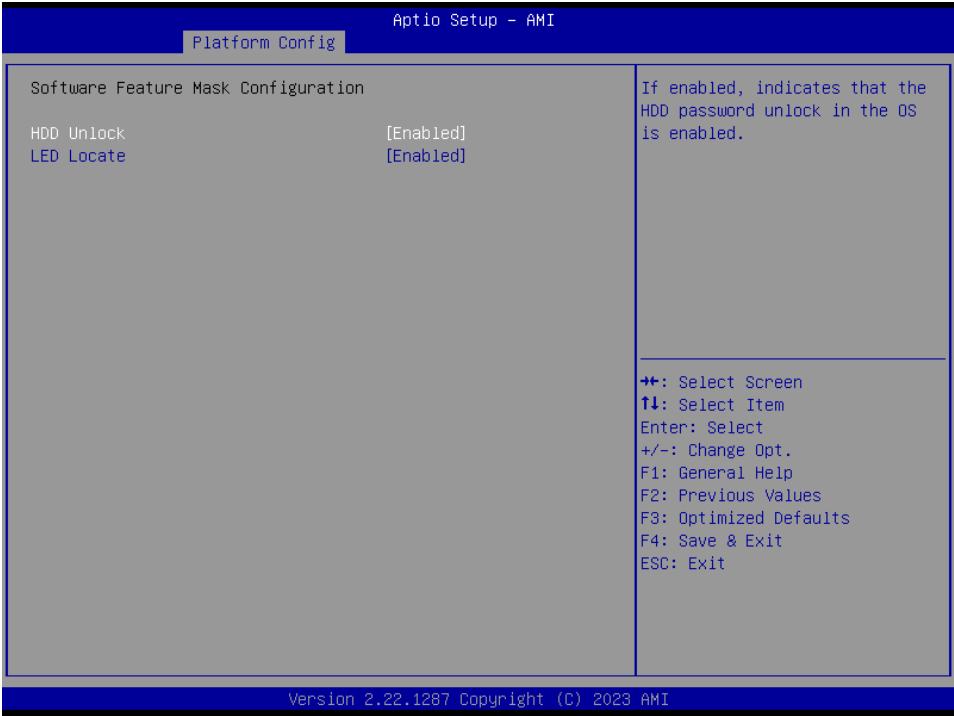 Aptio Setup – AMI
Platform Config
Software Feature Mask Configuration
HDD Unlock [Enabled]
LED Locate [Enabled]
If enabled, indicates that the
HDD password unlock in the OS
is enabled.
→←: Select Screen
↑↓: Select Item
Enter: Select
+/-: Change Opt.
F1: General Help
F2: Previous Values
F3: Optimized Defaults
F4: Save & Exit
ESC: Exit
Version 2.22.1287 Copyright (C) 2023 AMI